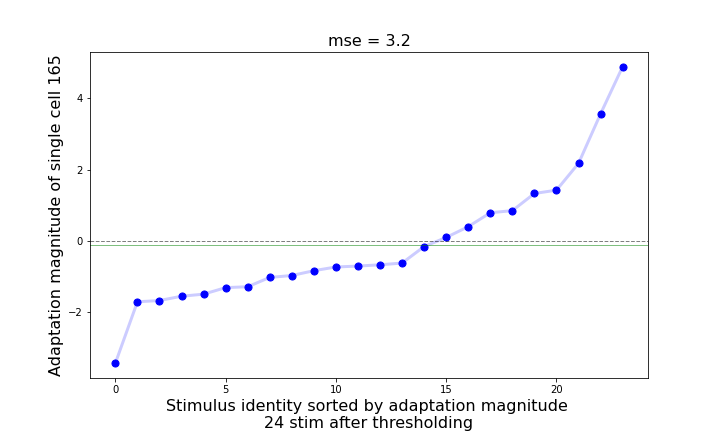 mse = 3.2
Adaptation magnitude of single cell 165
4
2
0
−2
0 5 10 15 20
Stimulus identity sorted by adaptation magnitude
24 stim after thresholding